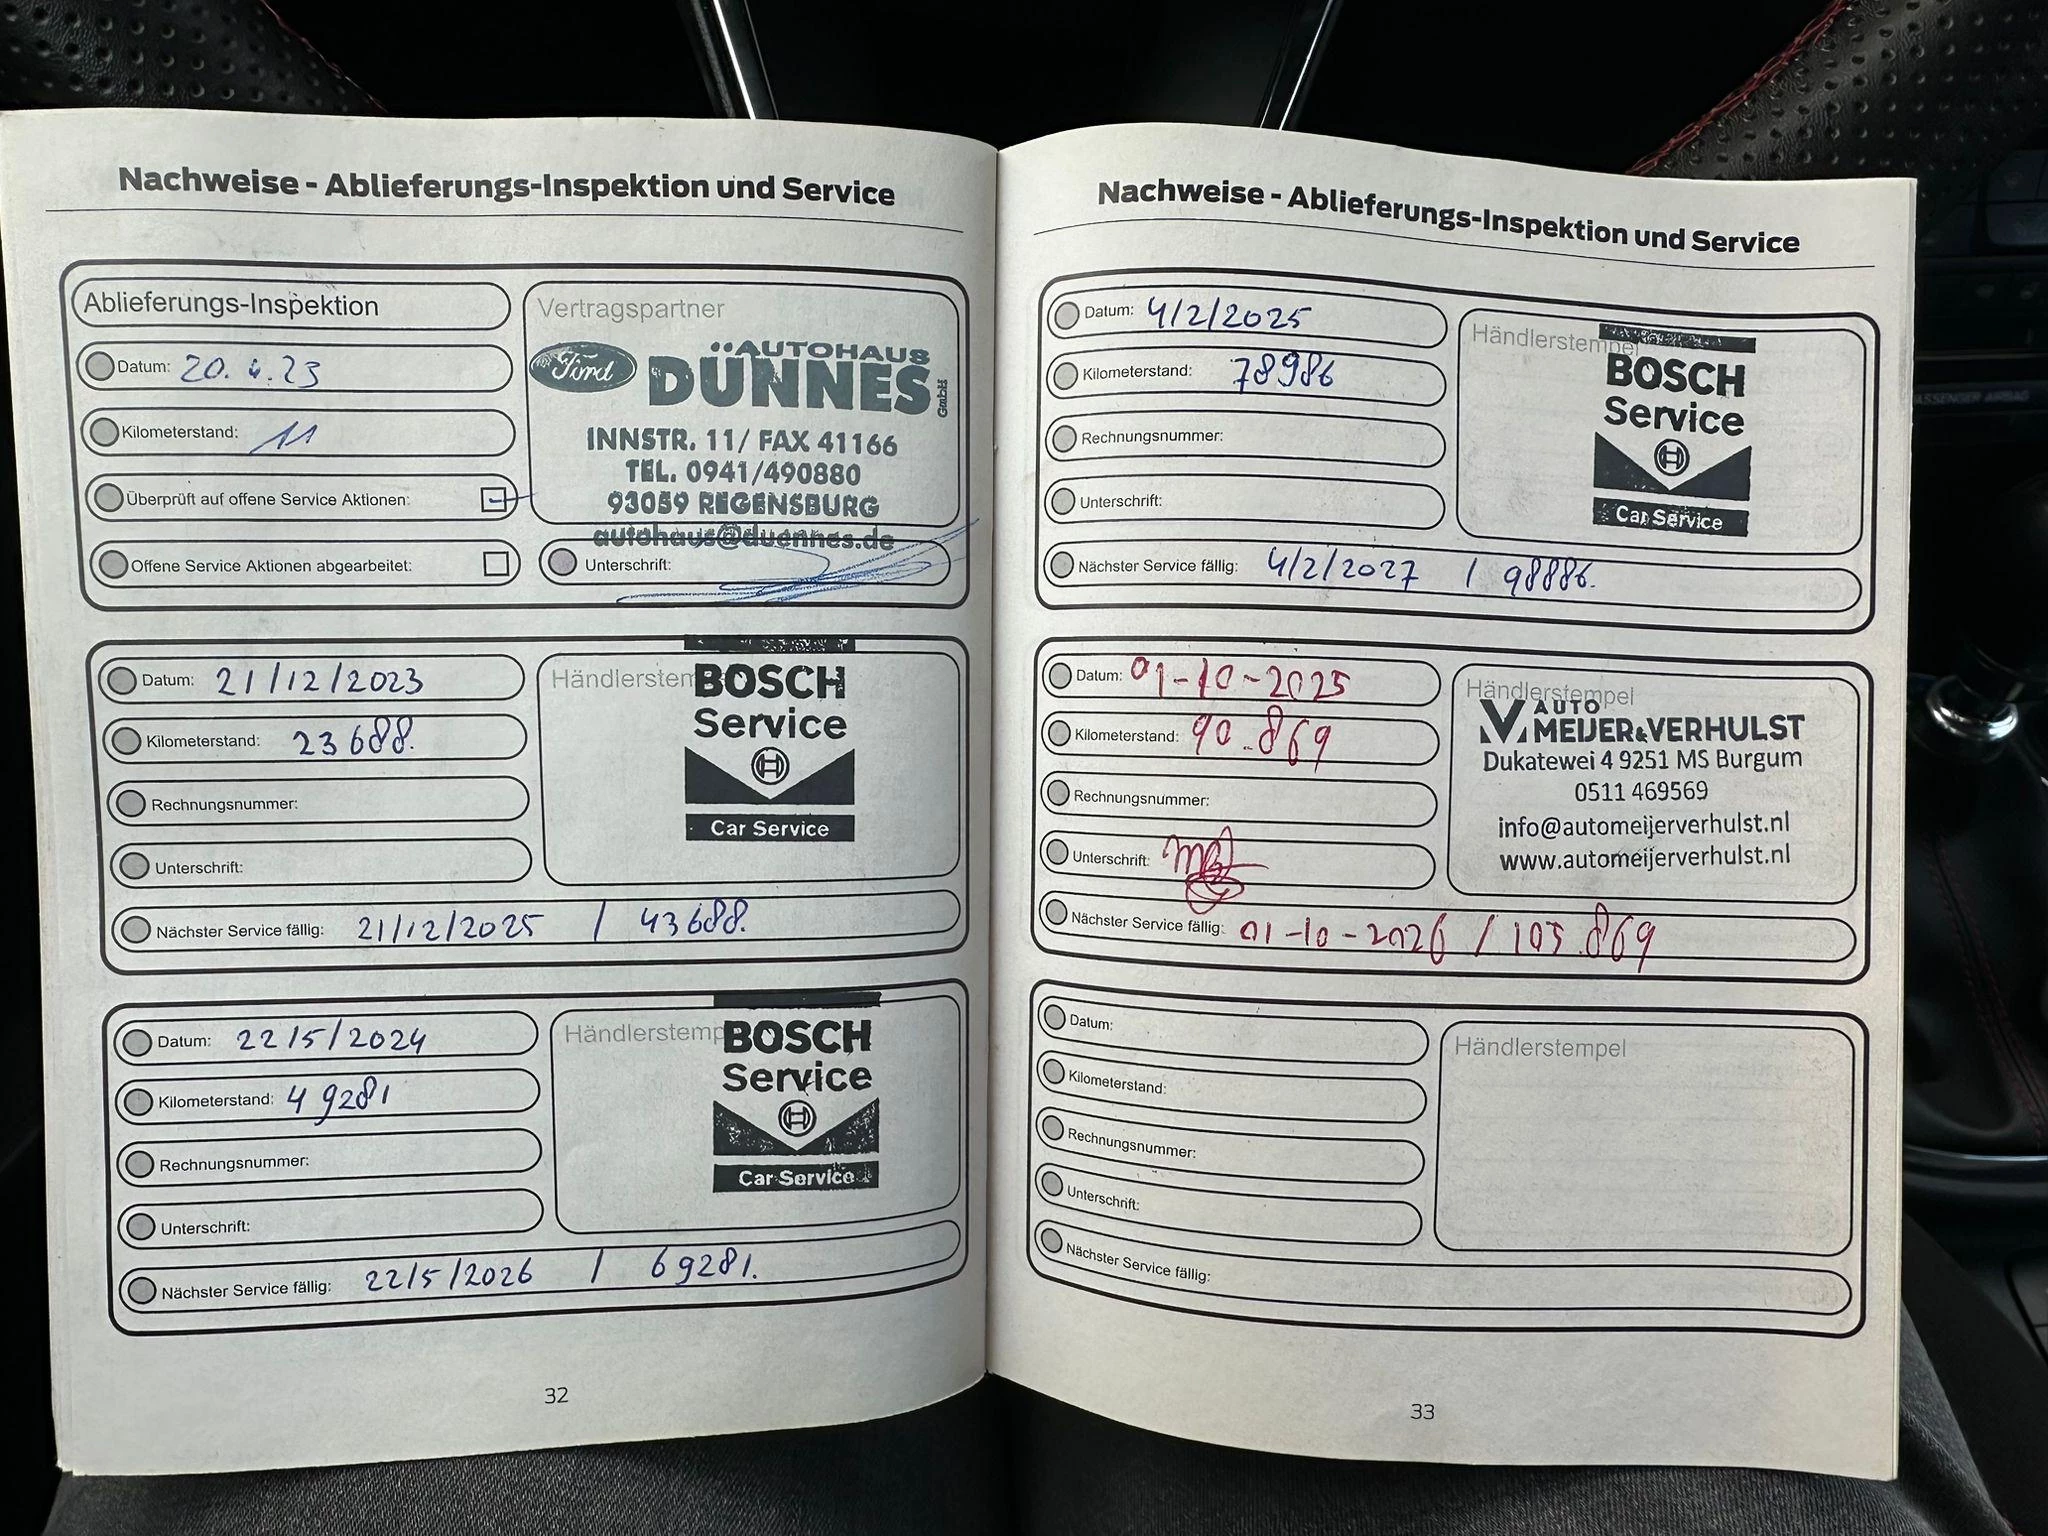 Nachweise - Ablieferungs-Inspektion und Service
Ablieferungs-Inspektion
Datum: 20.4.23
Kilometerstand: 11
Überprüft auf offene Service Aktionen:
Offene Service Aktionen abgearbeitet:
Vertragspartner
Ford
AUTOHAUS
DÜNNES GmbH
INNSTR. 11/ FAX 41166
TEL. 0941/490880
93059 REGENSBURG
autohaus@duennes.de
Unterschrift:
Datum: 21/12/2023
Kilometerstand: 23688.
Rechnungsnummer:
Unterschrift:
Nächster Service fällig: 21/12/2025 / 43688.
Händlerstem
BOSCH
Service
Car Service
Datum: 22/5/2024
Kilometerstand: 49281
Rechnungsnummer:
Unterschrift:
Nächster Service fällig: 22/5/2026 / 69281.
Händlerstemp
BOSCH
Service
Car Service
32
Nachweise - Ablieferungs-Inspektion und Service
Datum: 4/2/2025
Kilometerstand: 78986
Rechnungsnummer:
Unterschrift:
Nächster Service fällig: 4/2/2027 / 98886.
Händlerstempel
BOSCH
Service
Car Service
Datum: 01-10-2025
Kilometerstand: 90.869
Rechnungsnummer:
Unterschrift:
Nächster Service fällig: 01-10-2026 / 105.869
Händlerstempel
AUTO
MEIJER&VERHULST
Dukatewei 4 9251 MS Burgum
0511 469569
info@automeijerverhulst.nl
www.automeijerverhulst.nl
Datum:
Kilometerstand:
Rechnungsnummer:
Unterschrift:
Nächster Service fällig:
Händlerstempel
33
PASSENGER AIRBAG